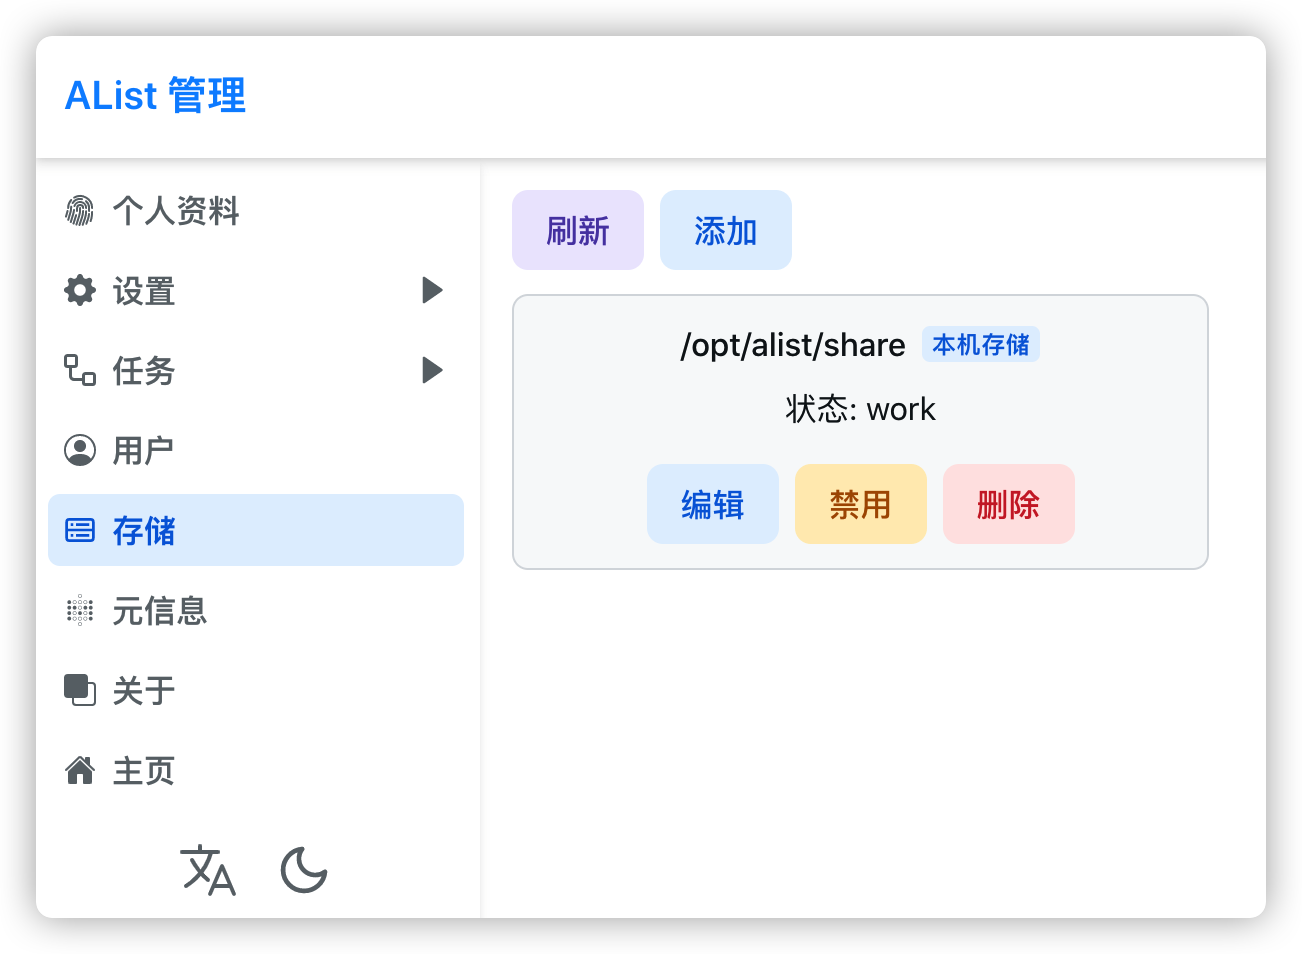 AList 管理
个人资料
设置
任务
用户
存储
元信息
关于
主页
刷新 添加
/opt/alist/share 本机存储
状态: work
编辑 禁用 删除